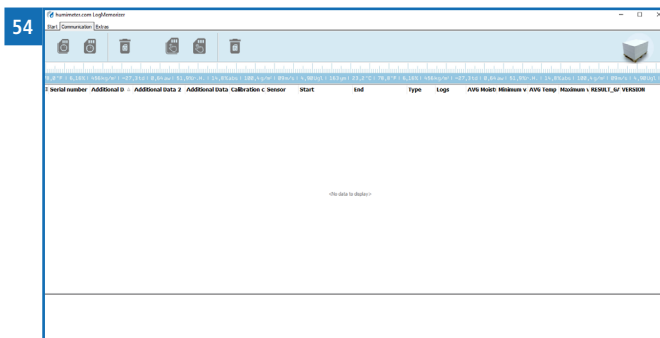 54
humimeter.com LogMemorizer
Start Communication Extras
Serial number Additional D Additional Data 2 Additional Data Calibration c Sensor Start End Type Logs AVG Moist Minimum v AVG Temp Maximum v RESULT_G/ VERSION
<No data to display>